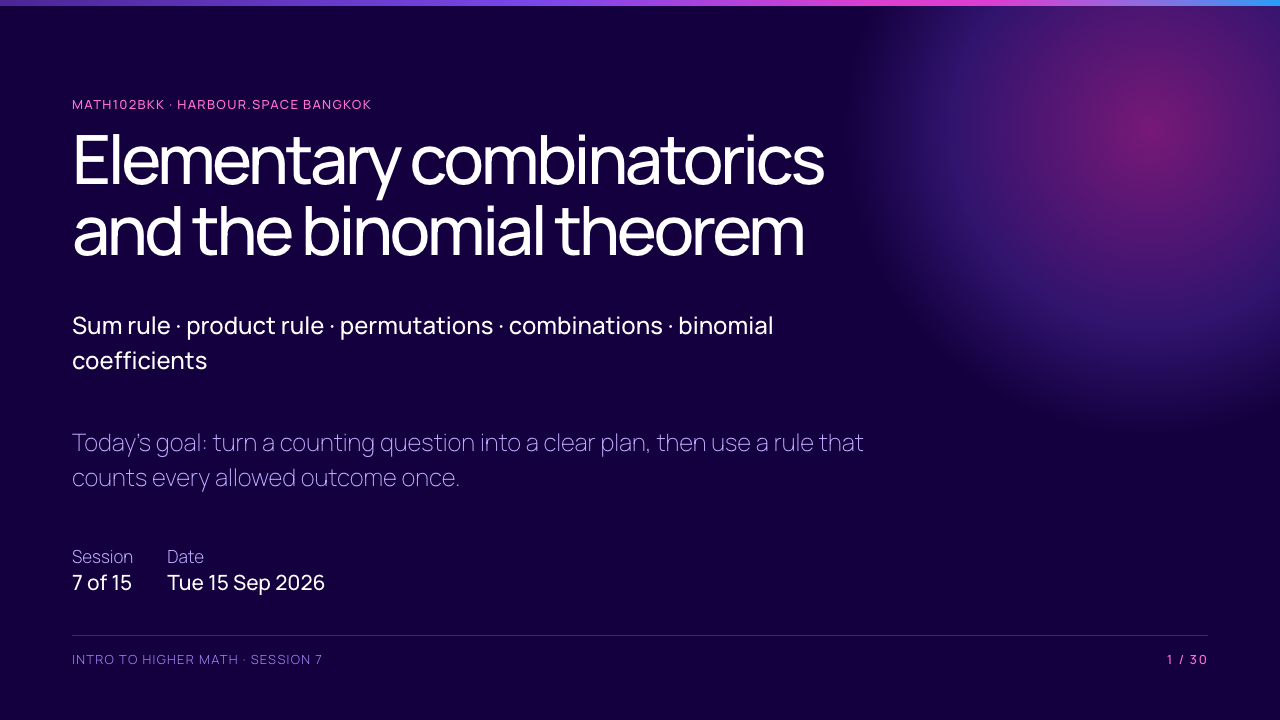 MATH102BKK · HARBOUR.SPACE BANGKOK
Elementary combinatorics
and the binomial theorem
Sum rule · product rule · permutations · combinations · binomial
coefficients
Today's goal: turn a counting question into a clear plan, then use a rule that
counts every allowed outcome once.
Session Date
7 of 15 Tue 15 Sep 2026
INTRO TO HIGHER MATH · SESSION 7 1 / 30